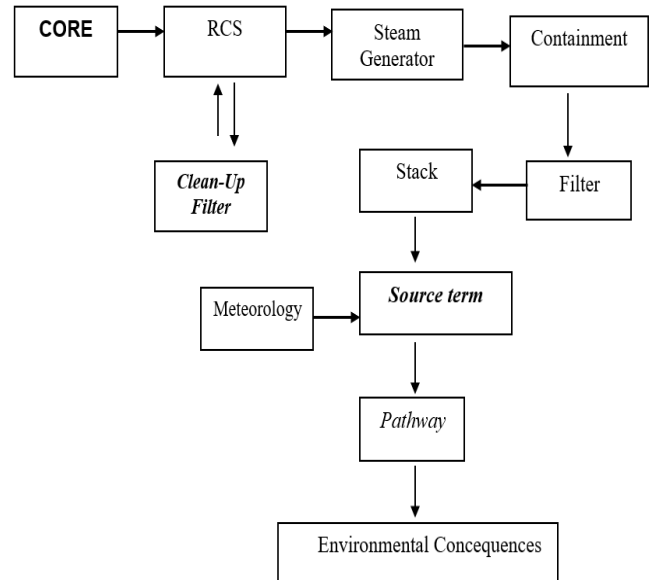 CORE
RCS
Steam
Generator
Containment
Clean-Up
Filter
Stack
Filter
Meteorology
Source term
Pathway
Environmental Concequences